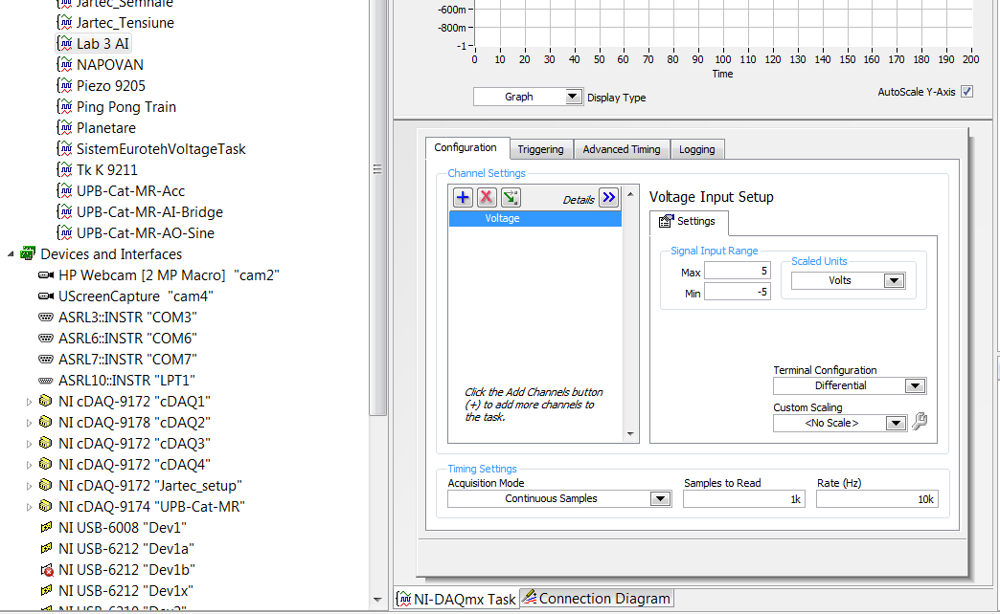 Jartec_Semnale
Jartec_Tensiune
Lab 3 AI
NAPOVAN
Piezo 9205
Ping Pong Train
Planetare
SistemEurotehVoltageTask
Tk K 9211
UPB-Cat-MR-Acc
UPB-Cat-MR-AI-Bridge
UPB-Cat-MR-AO-Sine
Devices and Interfaces
HP Webcam [2 MP Macro] "cam2"
UScreenCapture "cam4"
ASRL3::INSTR "COM3"
ASRL6::INSTR "COM6"
ASRL7::INSTR "COM7"
ASRL10::INSTR "LPT1"
NI cDAQ-9172 "cDAQ1"
NI cDAQ-9178 "cDAQ2"
NI cDAQ-9172 "cDAQ3"
NI cDAQ-9172 "cDAQ4"
NI cDAQ-9172 "Jartec_setup"
NI cDAQ-9174 "UPB-Cat-MR"
NI USB-6008 "Dev1"
NI USB-6212 "Dev1a"
NI USB-6212 "Dev1b"
NI USB-6212 "Dev1x"
-600m
-800m
-1
0 10 20 30 40 50 60 70 80 90 100 110 120 130 140 150 160 170 180 190 200
Time
Graph Display Type
AutoScale Y-Axis
Configuration Triggering Advanced Timing Logging
Channel Settings
Details
Voltage
Click the Add Channels button
(+) to add more channels to
the task.
Voltage Input Setup
Settings
Signal Input Range
Max 5
Min -5
Scaled Units
Volts
Terminal Configuration
Differential
Custom Scaling
<No Scale>
Timing Settings
Acquisition Mode Samples to Read Rate (Hz)
Continuous Samples 1k 10k
NI-DAQmx Task Connection Diagram